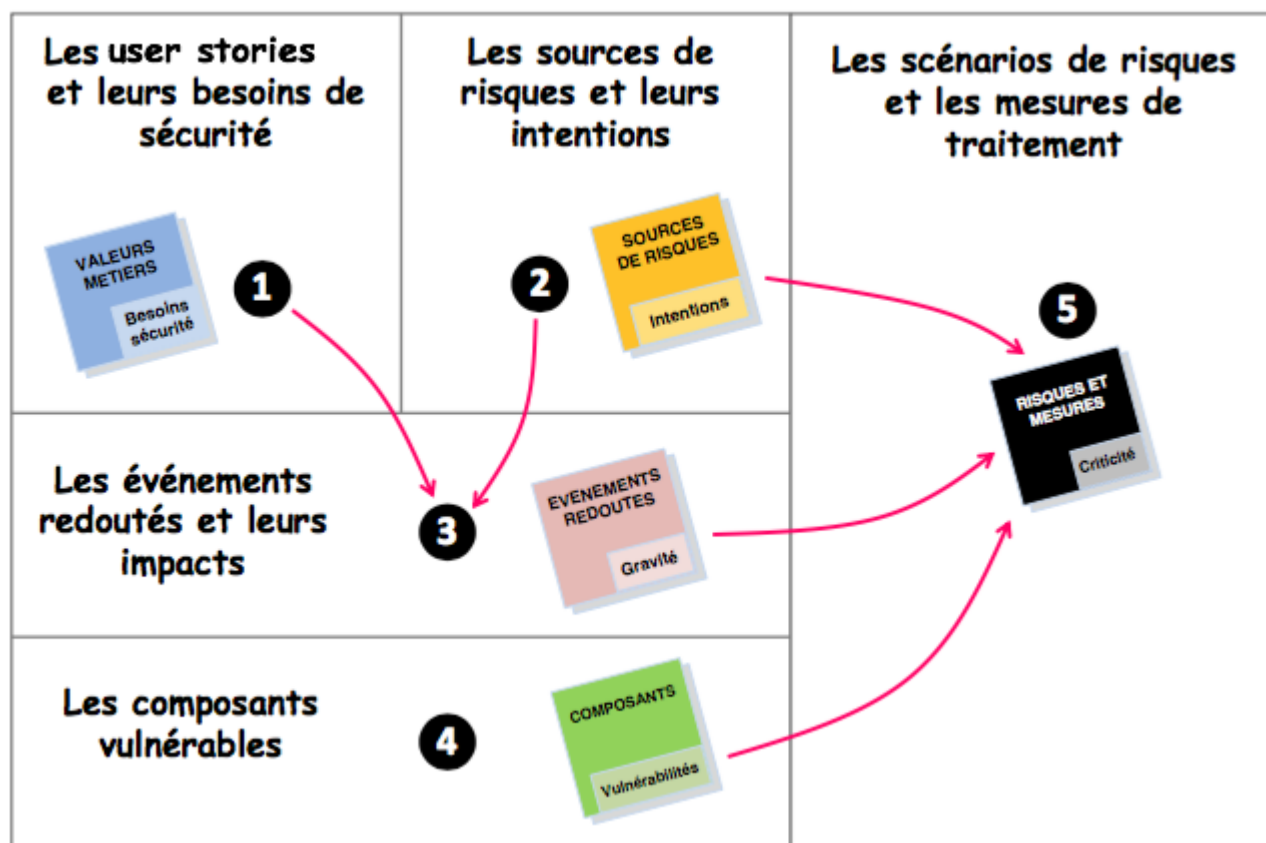 Les user stories
et leurs besoins de
sécurité
VALEURS
METIERS
Besoins
sécurité
1
Les sources de
risques et leurs
intentions
2
SOURCES
DE RISQUES
Intentions
Les scénarios de risques
et les mesures de
traitement
5
RISQUES ET
MESURES
Criticité
Les événements
redoutés et leurs
impacts
3
EVENEMENTS
REDOUTES
Gravité
Les composants
vulnérables
4
COMPOSANTS
Vulnérabilités